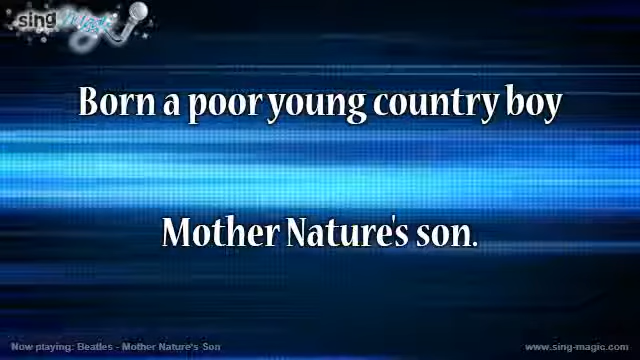 sing Magic
Born a poor young country boy
Mother Nature's son.
Now playing: Beatles - Mother Nature's Son
www.sing-magic.com